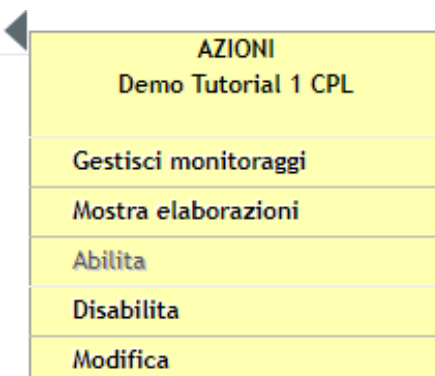 AZIONI
Demo Tutorial 1 CPL
Gestisci monitoraggi
Mostra elaborazioni
Abilita
Disabilita
Modifica